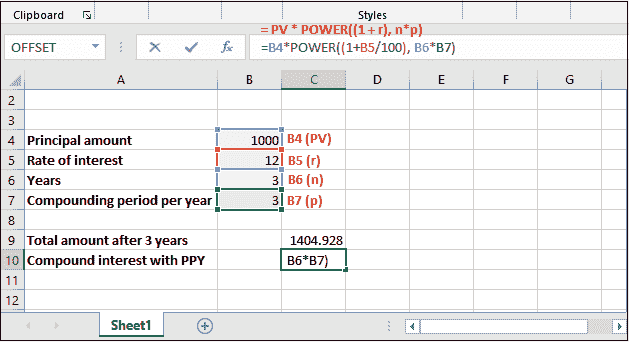 Clipboard Styles
= PV * POWER((1 + r), n*p)
OFFSET fx =B4*POWER((1+B5/100), B6*B7)
A B C D E F G
2
3
4 Principal amount 1000 B4 (PV)
5 Rate of interest 12 B5 (r)
6 Years 3 B6 (n)
7 Compounding period per year 3 B7 (p)
8
9 Total amount after 3 years 1404.928
10 Compound interest with PPY B6*B7)
11
12
Sheet1